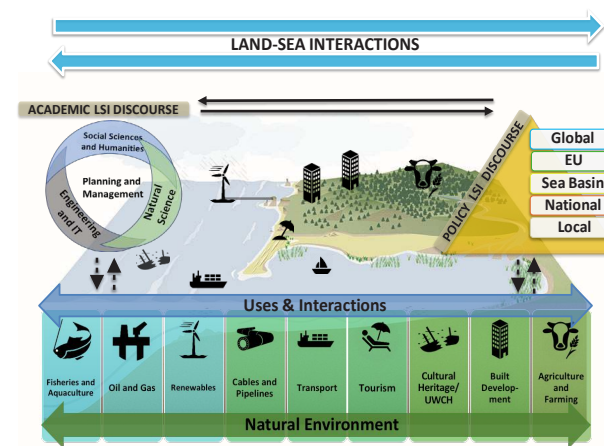 LAND-SEA INTERACTIONS
ACADEMIC LSI DISCOURSE
Social Sciences
and Humanities
Planning and
Management
Engineering
and IT
Natural
Science
POLICY LSI DISCOURSE
Global
EU
Sea Basin
National
Local
Uses & Interactions
Fisheries and
Aquaculture
Oil and Gas
Renewables
Cables and
Pipelines
Transport
Tourism
Cultural
Heritage/
UWCH
Built
Develop-
ment
Agriculture
and
Farming
Natural Environment